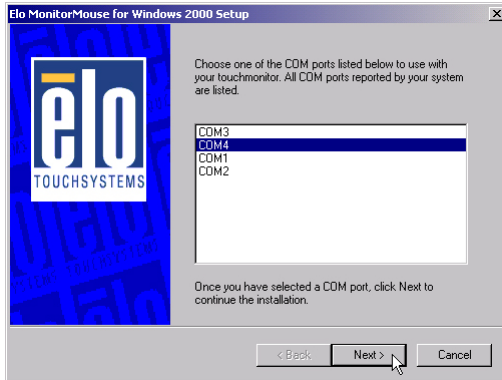 Elo MonitorMouse for Windows 2000 Setup
Choose one of the COM ports listed below to use with
your touchmonitor. All COM ports reported by your system
are listed.
ēlo
TOUCHSYSTEMS
COM3
COM4
COM1
COM2
Once you have selected a COM port, click Next to
continue the installation.
< Back
Next >
Cancel